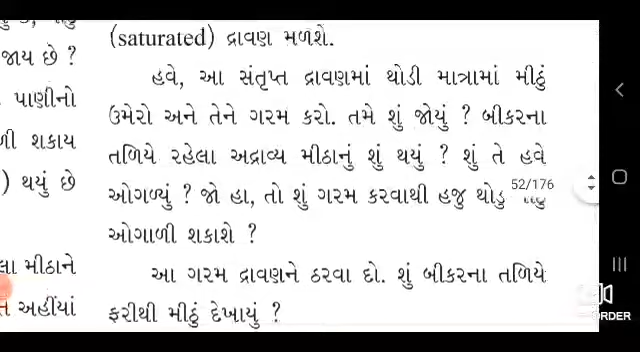 જાય છે ?
પાણીનો
ળી શકાય
) થયું છે
લા મીઠાને
ત અહીંયાં
(saturated) દ્રાવણ મળશે.
હવે, આ સંતૃપ્ત દ્રાવણમાં થોડી માત્રામાં મીઠું
ઉમેરો અને તેને ગરમ કરો. તમે શું જોયું ? બીકરના
તળિયે રહેલા અદ્રાવ્ય મીઠાનું શું થયું ? શું તે હવે
ઓગળ્યું ? જો હા, તો શું ગરમ કરવાથી હજુ થોડુ
ઓગાળી શકાશે ?
આ ગરમ દ્રાવણને ઠરવા દો. શું બીકરના તળિયે
ફરીથી મીઠું દેખાયું ?
52/176
ORDER